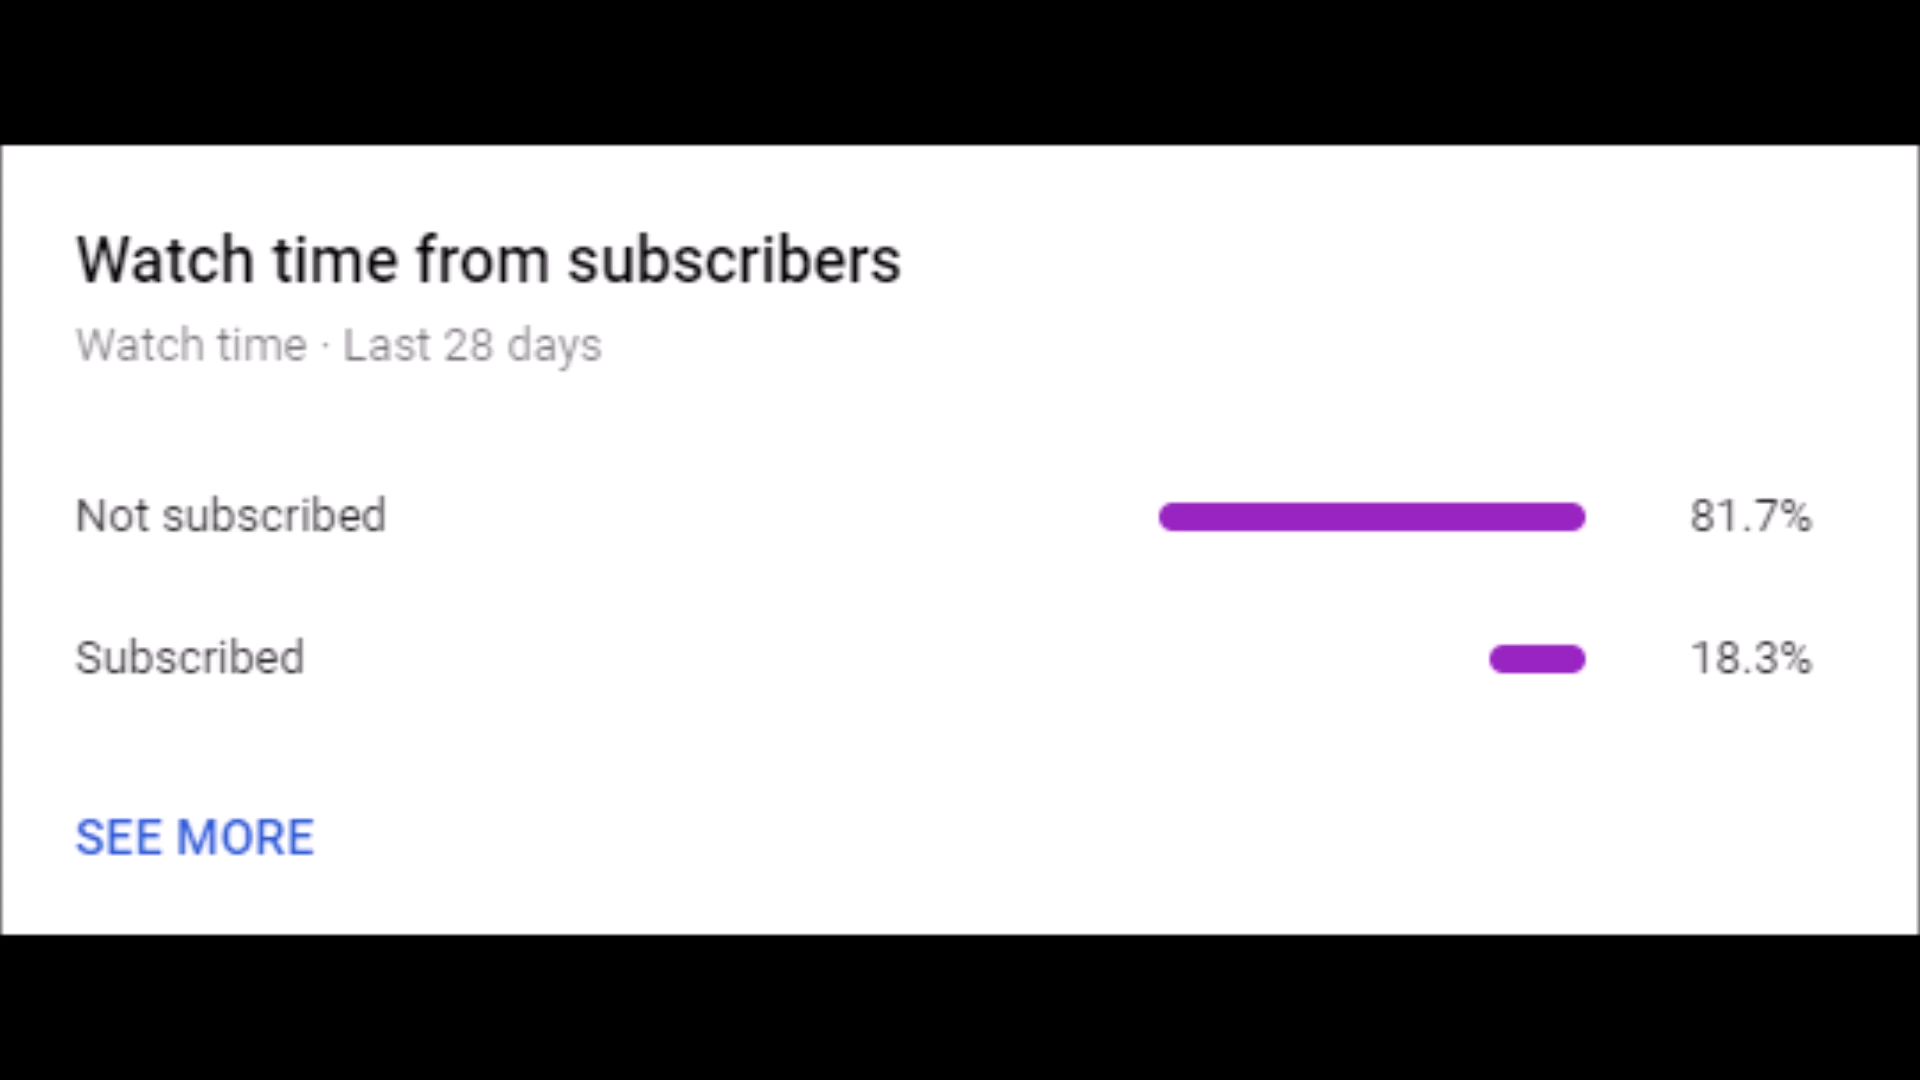 Watch time from subscribers
Watch time · Last 28 days
Not subscribed 81.7%
Subscribed 18.3%
SEE MORE